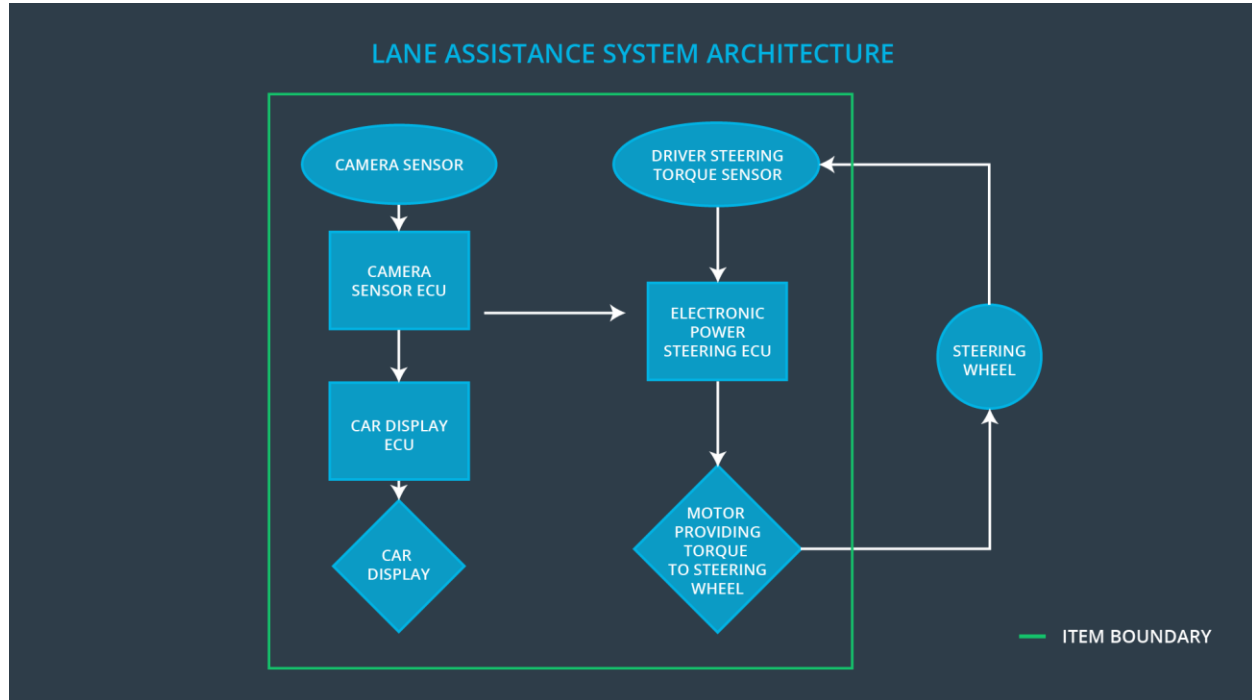 LANE ASSISTANCE SYSTEM ARCHITECTURE
CAMERA SENSOR
DRIVER STEERING
TORQUE SENSOR
CAMERA
SENSOR ECU
ELECTRONIC
POWER
STEERING ECU
STEERING
WHEEL
CAR DISPLAY
ECU
CAR
DISPLAY
MOTOR
PROVIDING
TORQUE
TO STEERING
WHEEL
ITEM BOUNDARY